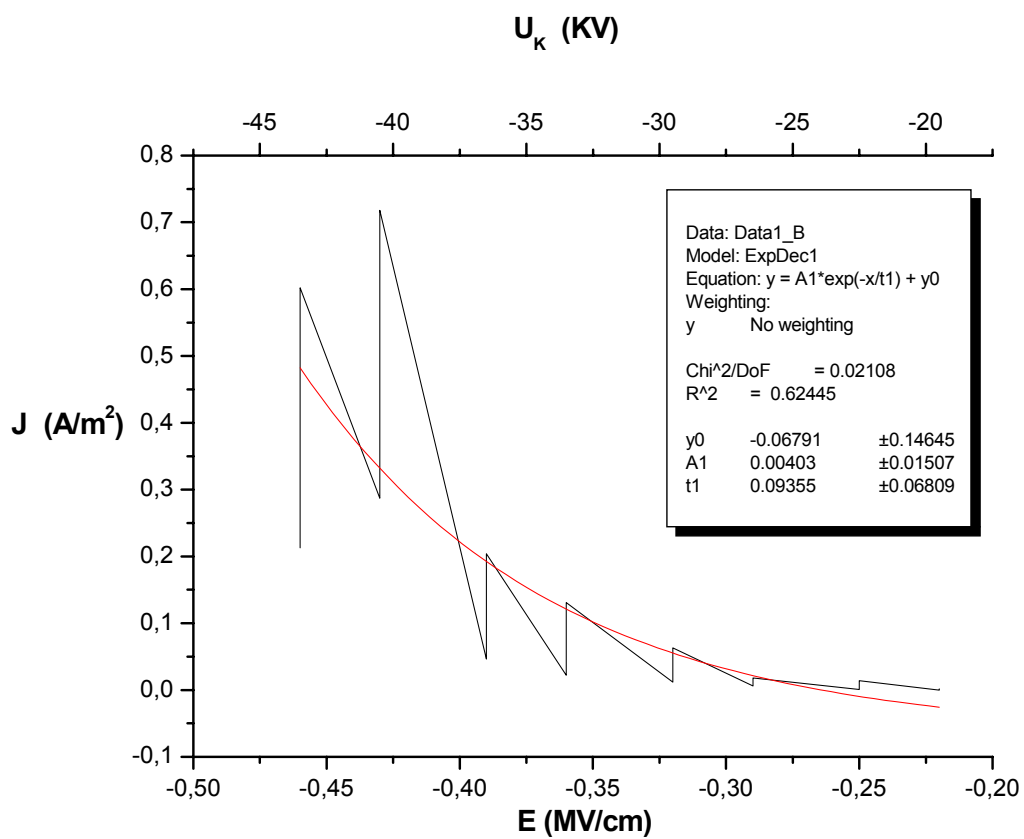 U_K (KV)
-45 -40 -35 -30 -25 -20
0,8
0,7
0,6
0,5
0,4
0,3
0,2
0,1
0,0
-0,1
J (A/m²)
Data: Data1_B
Model: ExpDec1
Equation: y = A1*exp(-x/t1) + y0
Weighting:
y No weighting
Chi^2/DoF = 0.02108
R^2 = 0.62445
y0 -0.06791 ±0.14645
A1 0.00403 ±0.01507
t1 0.09355 ±0.06809
-0,50 -0,45 -0,40 -0,35 -0,30 -0,25 -0,20
E (MV/cm)